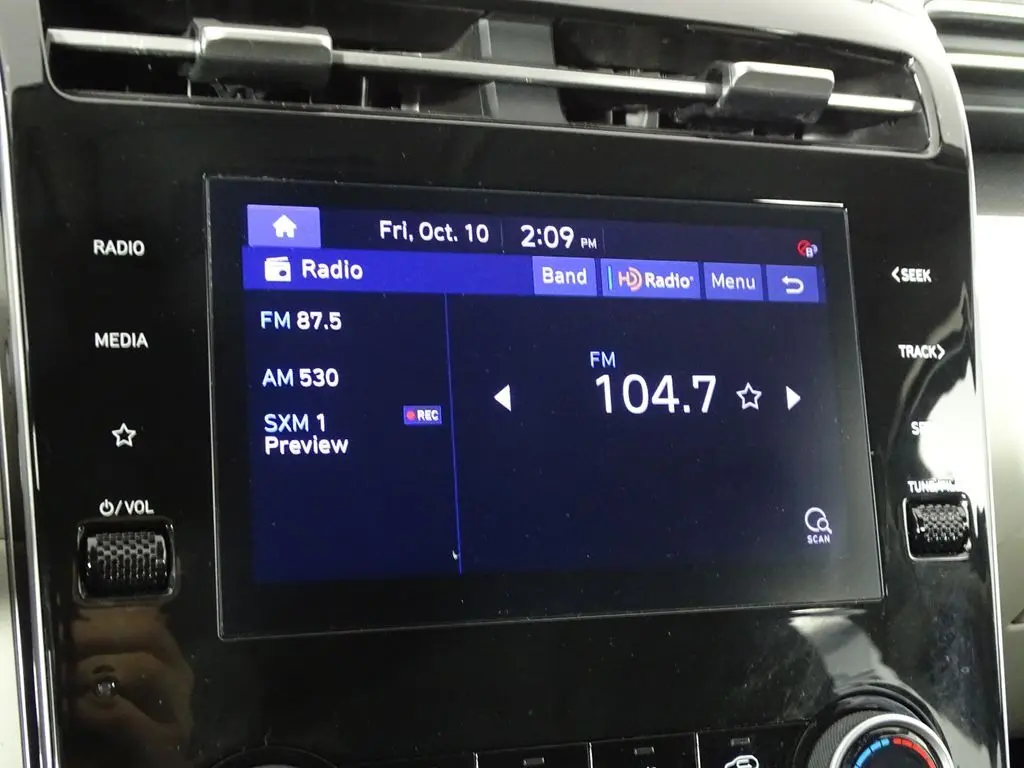 Fri, Oct. 10 2:09 PM
RADIO
Radio Band HD Radio Menu
<SEEK
FM 87.5
MEDIA
FM
TRACK>
AM 530
104.7
REC
SXM 1
Preview
/VOL
SCAN